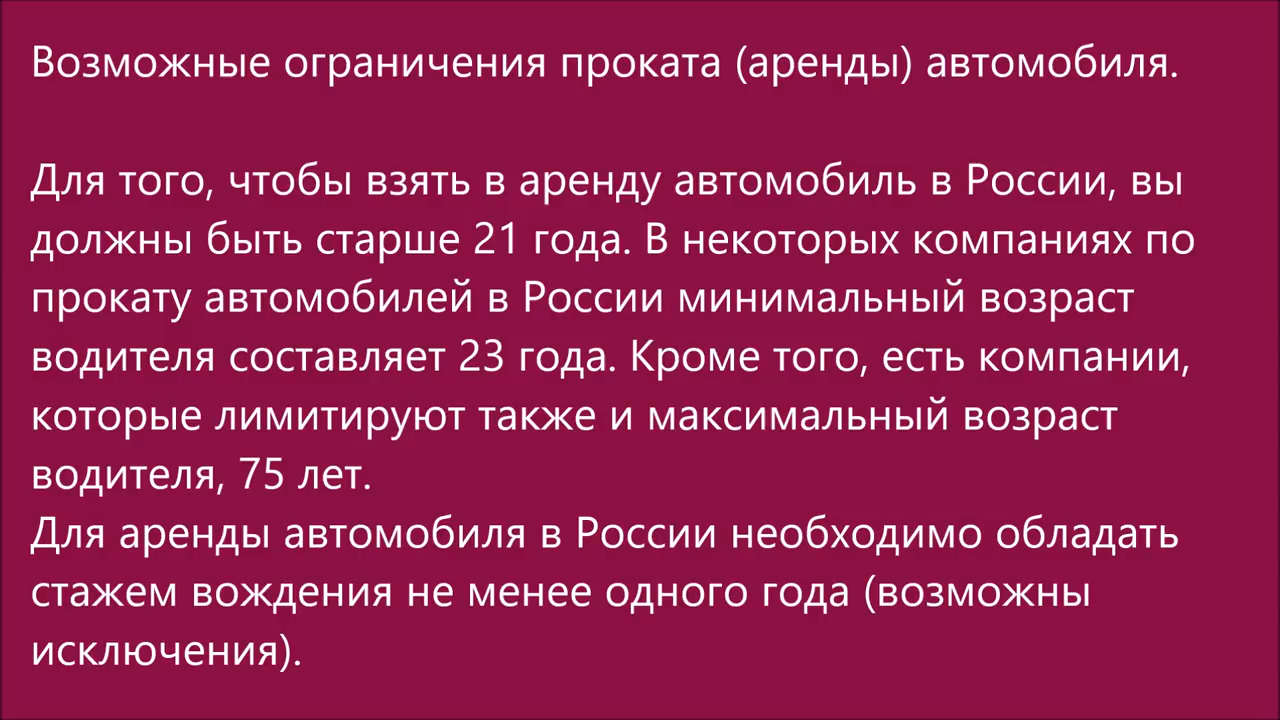 Возможные ограничения проката (аренды) автомобиля.
Для того, чтобы взять в аренду автомобиль в России, вы
должны быть старше 21 года. В некоторых компаниях по
прокату автомобилей в России минимальный возраст
водителя составляет 23 года. Кроме того, есть компании,
которые лимитируют также и максимальный возраст
водителя, 75 лет.
Для аренды автомобиля в России необходимо обладать
стажем вождения не менее одного года (возможны
исключения).